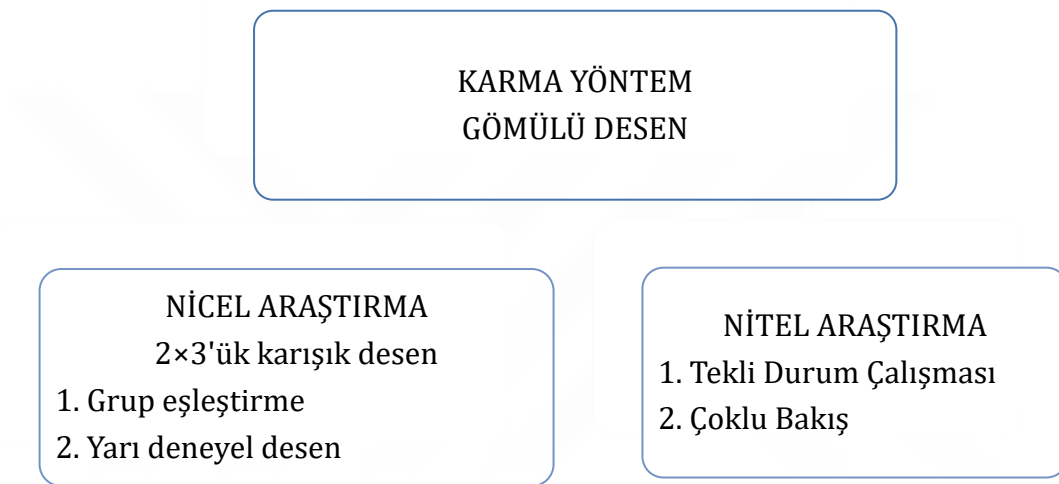 KARMA YÖNTEM
GÖMÜLÜ DESEN
NİCEL ARAŞTIRMA
2×3'ük karışık desen
1. Grup eşleştirme
2. Yarı deneyel desen
NİTEL ARAŞTIRMA
1. Tekli Durum Çalışması
2. Çoklu Bakış